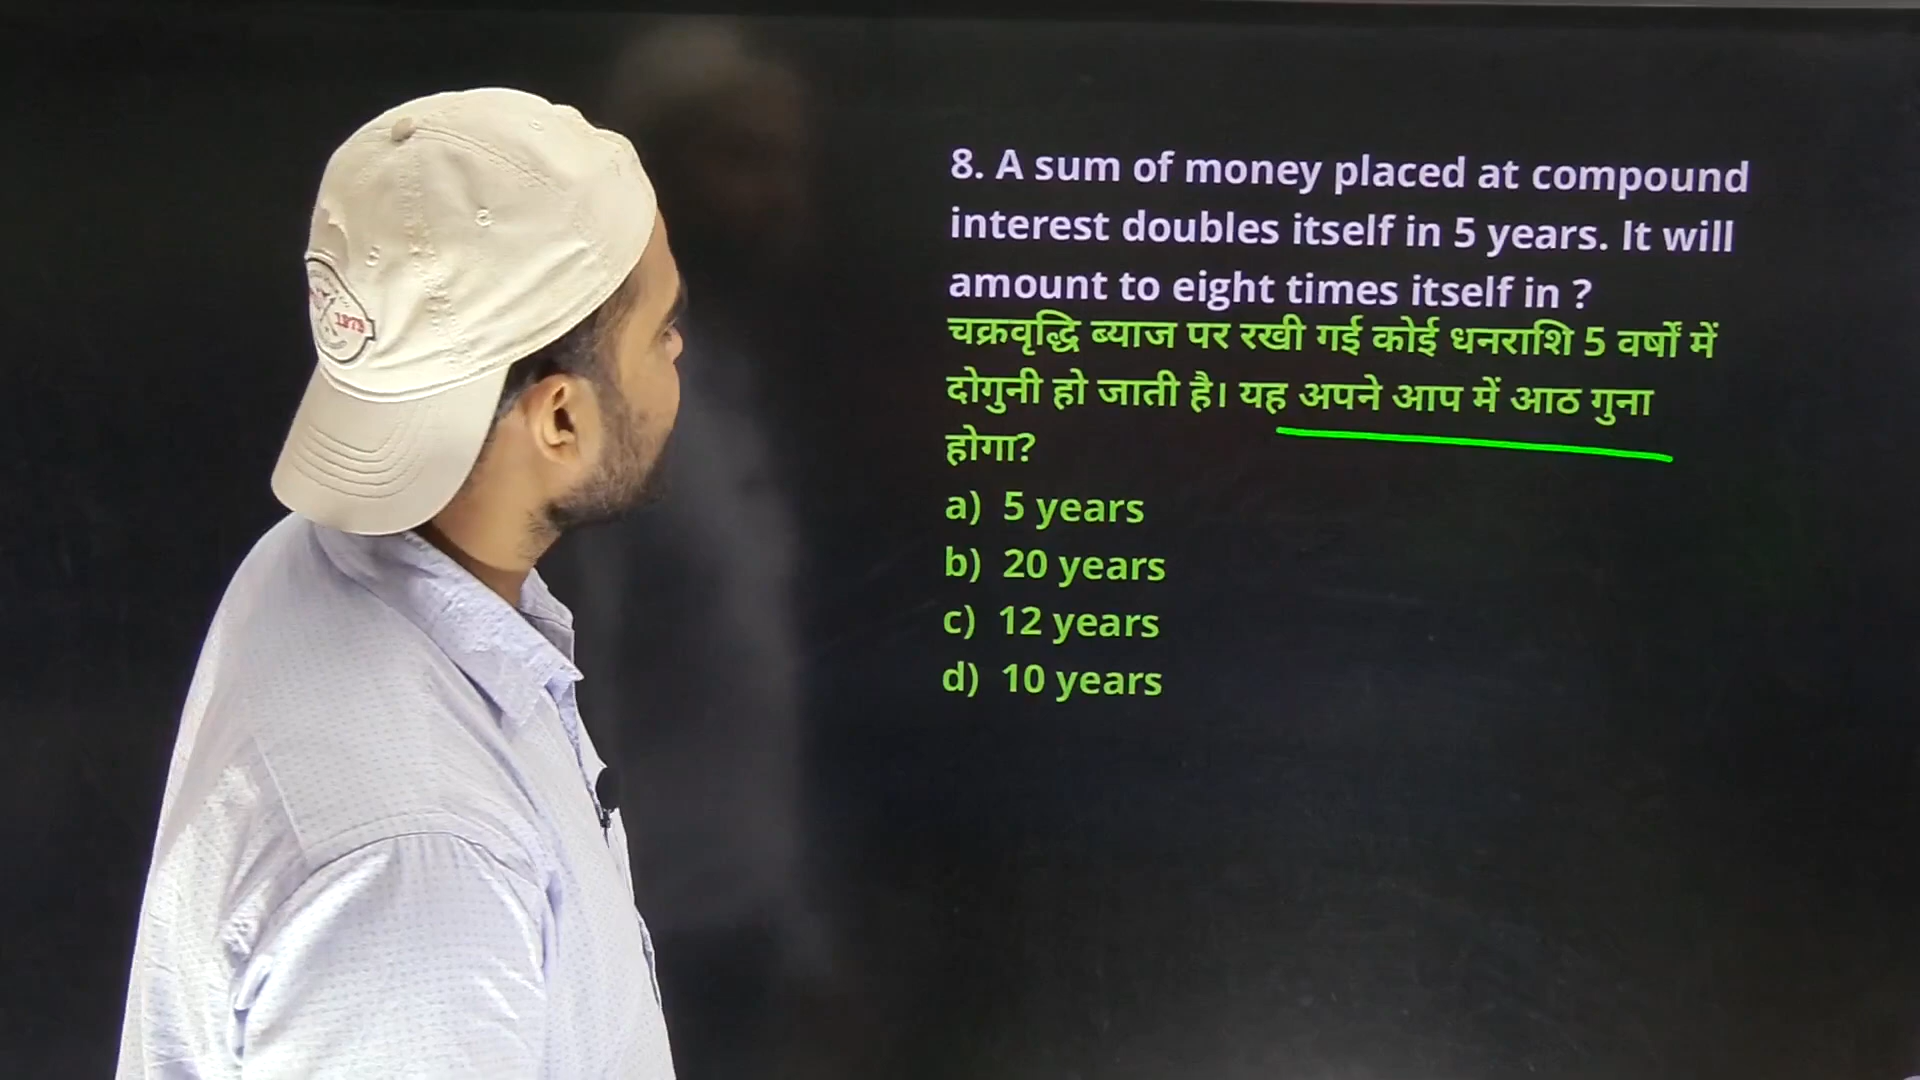 1975
8. A sum of money placed at compound
interest doubles itself in 5 years. It will
amount to eight times itself in ?
चक्रवृद्धि ब्याज पर रखी गई कोई धनराशि 5 वर्षों में
दोगुनी हो जाती है। यह अपने आप में आठ गुना
होगा?
a) 5 years
b) 20 years
c) 12 years
d) 10 years